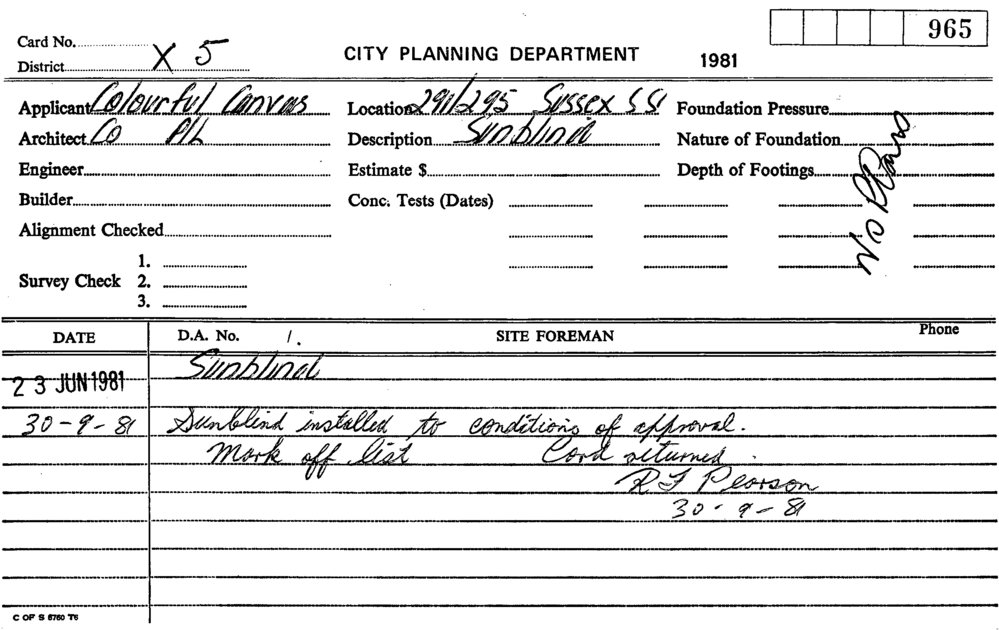 965
Card No. X 5
District
CITY PLANNING DEPARTMENT 1981
Applicant Colourful Canvas Location 291/295 Sussex St Foundation Pressure
Architect Co P/L Description Sunblind Nature of Foundation
Engineer Estimate $ Depth of Footings
Builder Conc. Tests (Dates)
No Plans
Alignment Checked
1.
Survey Check 2.
3.
DATE D.A. No. /. SITE FOREMAN Phone
23 JUN 1981 Sunblind
30-9-81 Sunblind installed to conditions of approval.
Mark off list Card returned.
R J Pearson
30-9-81
C OF S 6760 T6